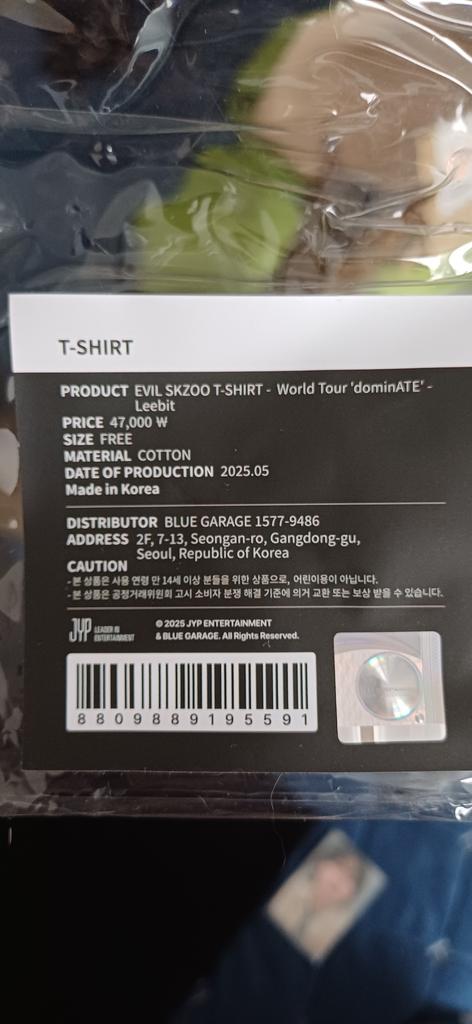 T-SHIRT
PRODUCT EVIL SKZOO T-SHIRT - World Tour 'dominATE' -
Leebit
PRICE 47,000 ₩
SIZE FREE
MATERIAL COTTON
DATE OF PRODUCTION 2025.05
Made in Korea
DISTRIBUTOR BLUE GARAGE 1577-9486
ADDRESS 2F, 7-13, Seongan-ro, Gangdong-gu,
Seoul, Republic of Korea
CAUTION
- 본 상품은 사용 연령 만 14세 이상 분들을 위한 상품으로, 어린이용이 아닙니다.
- 본 상품은 공정거래위원회 고시 소비자 분쟁 해결 기준에 의거 교환 또는 보상 받을 수 있습니다.
JYP LEADER IN
ENTERTAINMENT
© 2025 JYP ENTERTAINMENT
& BLUE GARAGE. All Rights Reserved.
8809889195591